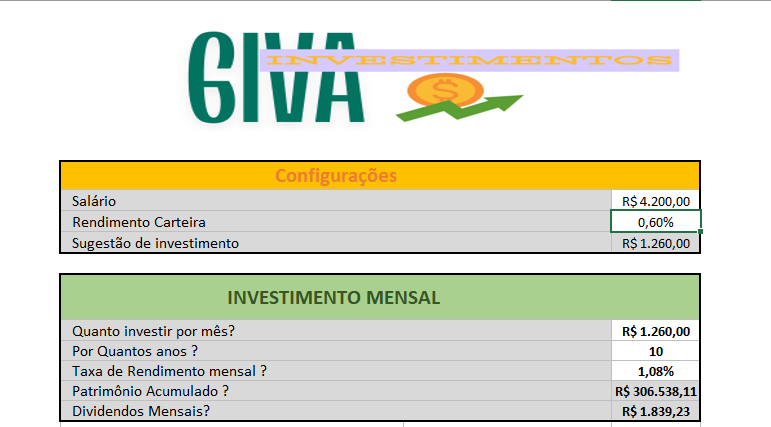 GIVA
INVESTIMENTOS
$
Configurações
Salário R$ 4.200,00
Rendimento Carteira 0,60%
Sugestão de investimento R$ 1.260,00
INVESTIMENTO MENSAL
Quanto investir por mês? R$ 1.260,00
Por Quantos anos ? 10
Taxa de Rendimento mensal ? 1,08%
Patrimônio Acumulado ? R$ 306.538,11
Dividendos Mensais? R$ 1.839,23